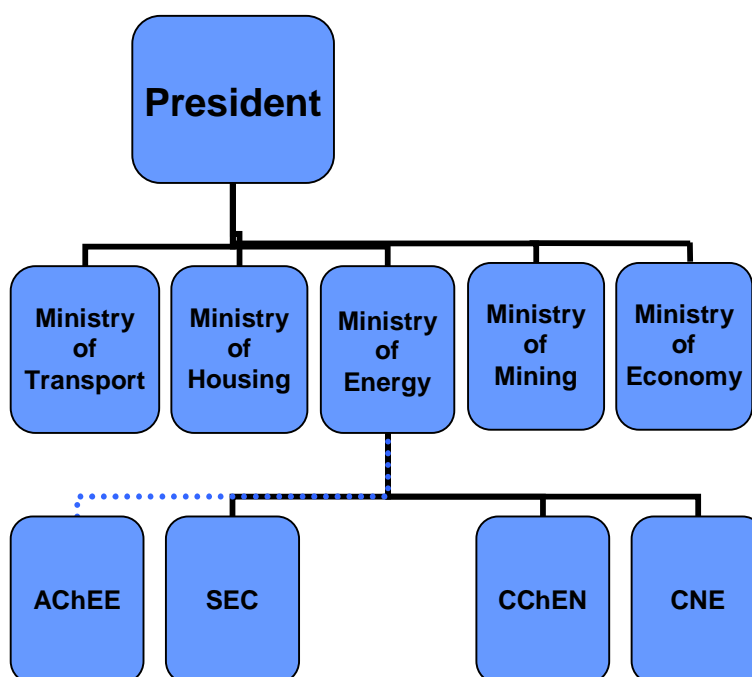 President
Ministry
of
Transport
Ministry
of
Housing
Ministry
of
Energy
Ministry
of
Mining
Ministry
of
Economy
AChEE
SEC
CChEN
CNE